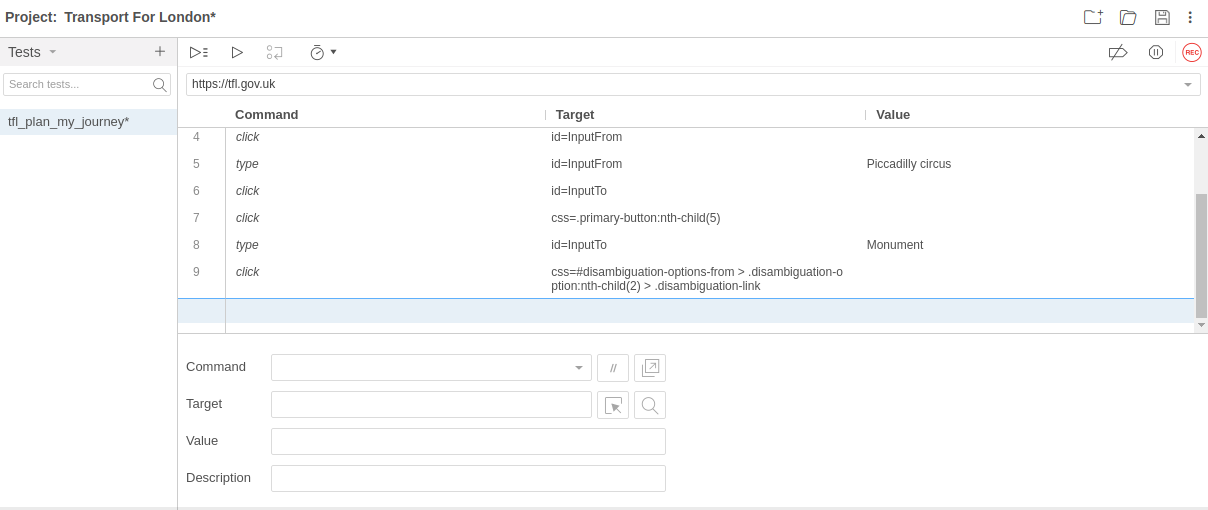 Project: Transport For London*
Tests
Search tests...
tfl_plan_my_journey*
REC
https://tfl.gov.uk
Command Target Value
4 click id=InputFrom
5 type id=InputFrom Piccadilly circus
6 click id=InputTo
7 click css=.primary-button:nth-child(5)
8 type id=InputTo Monument
9 click css=#disambiguation-options-from > .disambiguation-o
ption:nth-child(2) > .disambiguation-link
Command //
Target
Value
Description